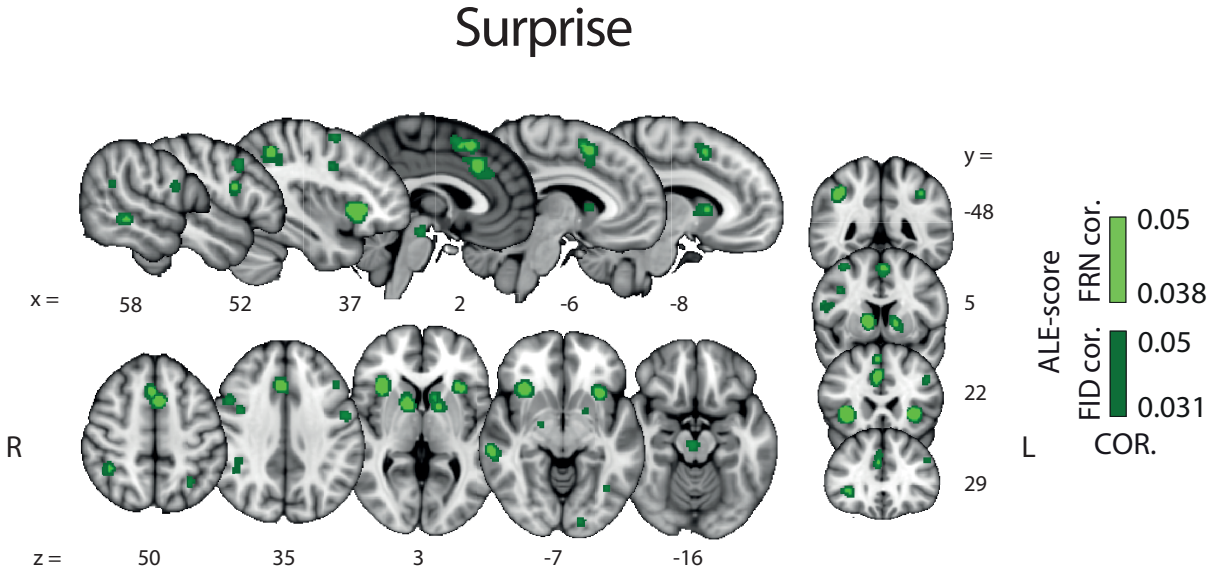 Surprise
x = 58 52 37 2 -6 -8
R
z = 50 35 3 -7 -16
y =
-48
5
22
29
L
ALE-score
FRN cor.
0.05
0.038
FID cor.
0.05
0.031
COR.